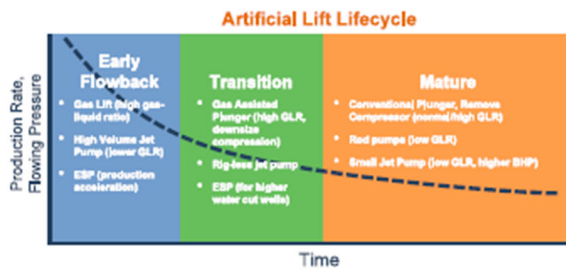 Artificial Lift Lifecycle
Production Rate,
Flowing Pressure
Early
Flowback
• Gas Lift (high gas-
liquid ratio)
• High Volume Jet
Pump (lower GLR)
• ESP (production
acceleration)
Transition
• Gas Assisted
Plunger (high GLR,
downsize
compression)
• Rig-less jet pump
• ESP (for higher
water cut wells)
Mature
• Conventional Plunger, Remove
Compressor (normal/high GLR)
• Rod pumps (low GLR)
• Small Jet Pump (low GLR, higher BHP)
Time